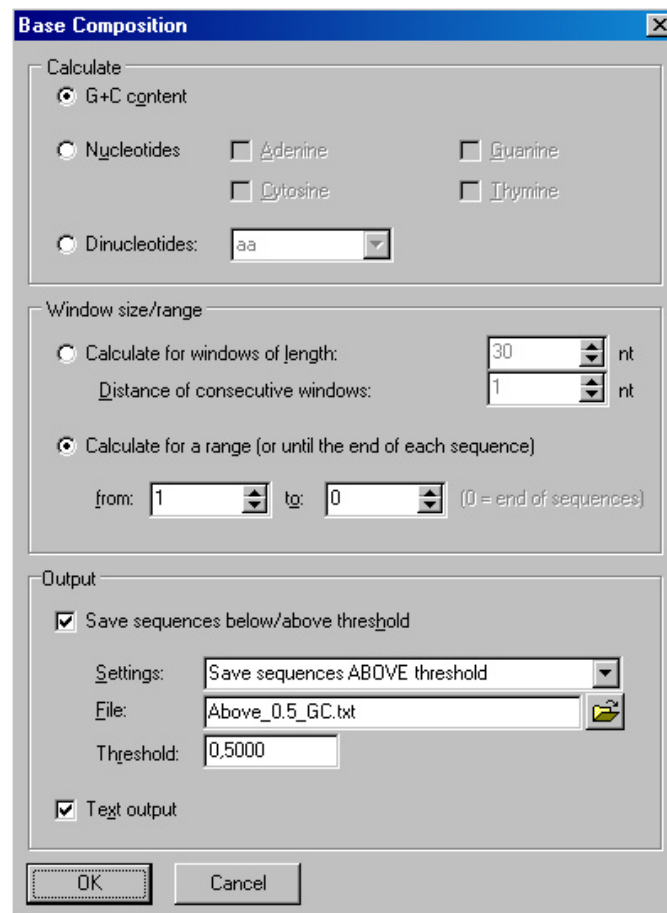 Base Composition
Calculate
G+C content
Nucleotides Adenine Guanine
Cytosine Thymine
Dinucleotides: aa
Window size/range
Calculate for windows of length: 30 nt
Distance of consecutive windows: 1 nt
Calculate for a range (or until the end of each sequence)
from: 1 to: 0 (0 = end of sequences)
Output
Save sequences below/above threshold
Settings: Save sequences ABOVE threshold
File: Above_0.5_GC.txt
Threshold: 0,5000
Text output
OK Cancel